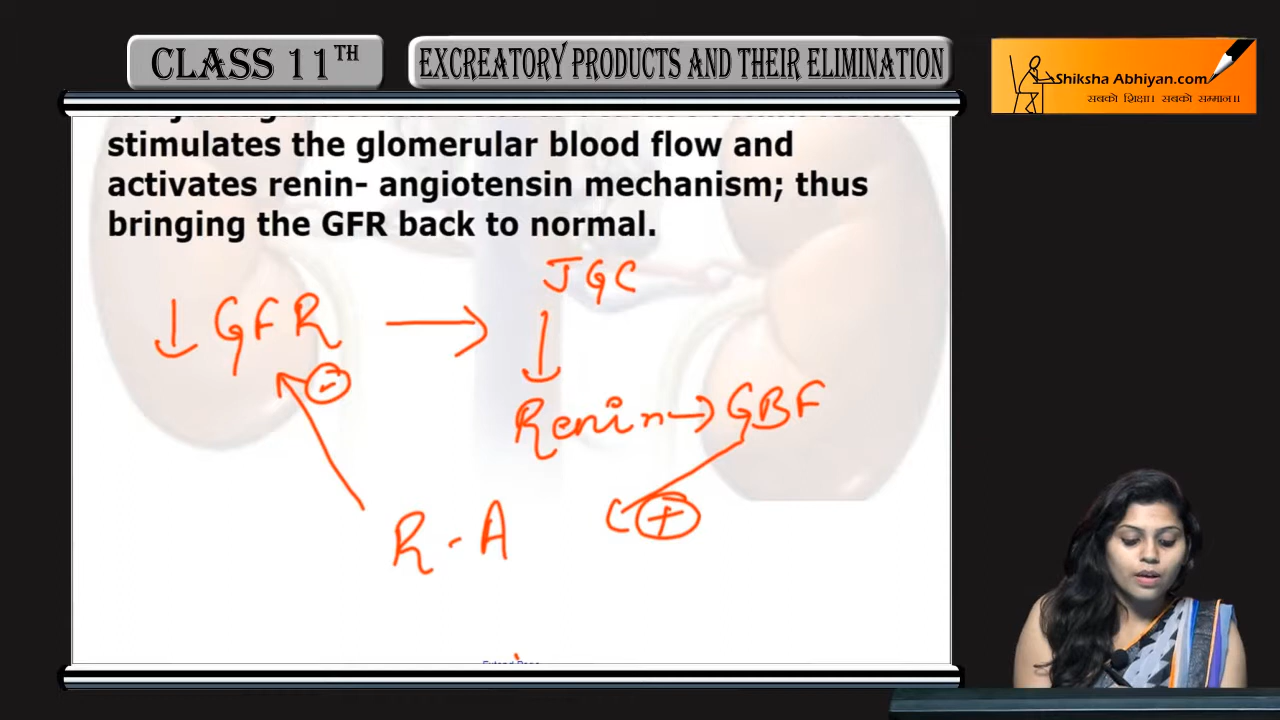 CLASS 11TH
EXCREATORY PRODUCTS AND THEIR ELIMINATION
Shiksha Abhiyan.com
सबको शिक्षा। सबको सम्मान॥
stimulates the glomerular blood flow and
activates renin- angiotensin mechanism; thus
bringing the GFR back to normal.
JGC
↓ GFR →
↓
-
Renin → GBF
+
R - A